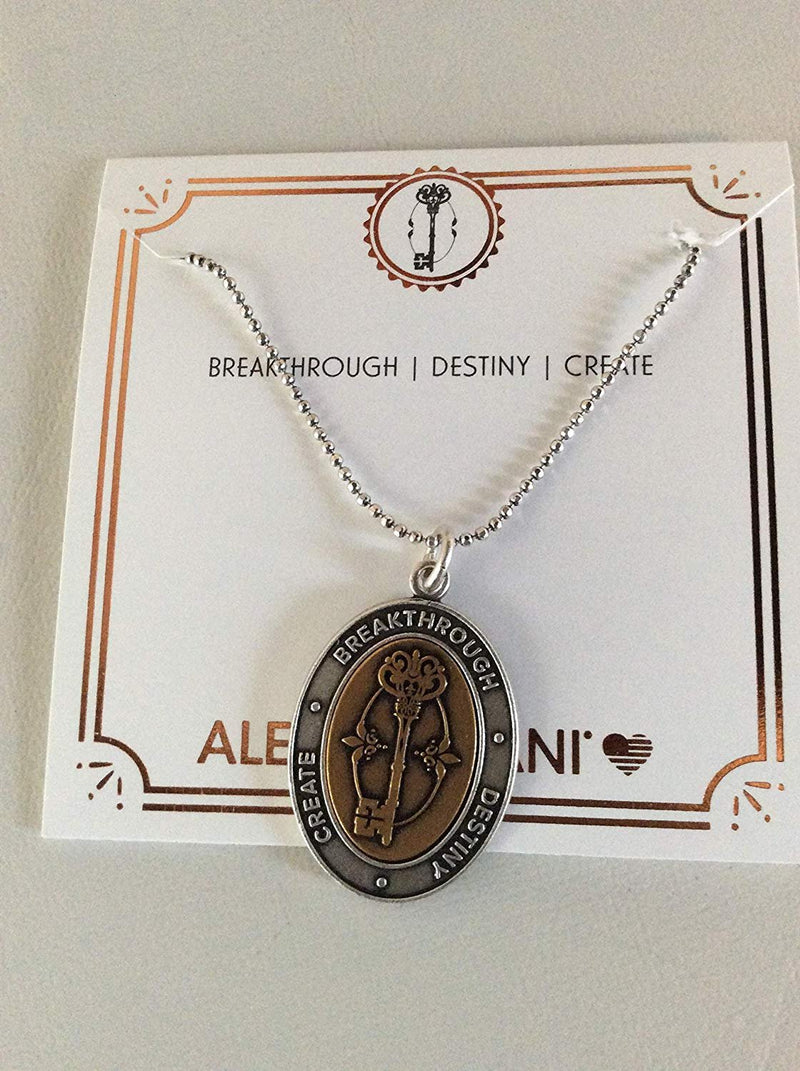 BREAKTHROUGH | DESTINY | CREATE
BREAKTHROUGH
DESTINY
CREATE